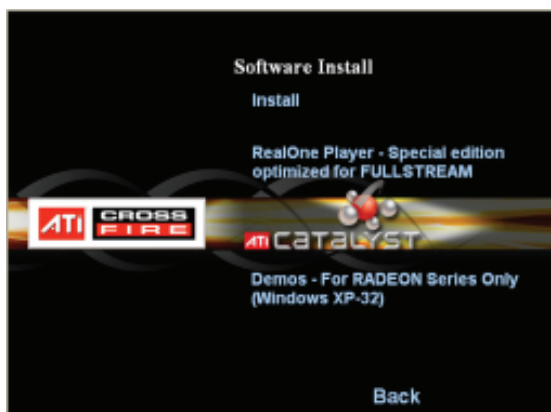 Software Install
Install
RealOne Player - Special edition
optimized for FULLSTREAM
ATI CROSS
FIRE
ATI CATALYST
Demos - For RADEON Series Only
(Windows XP-32)
Back